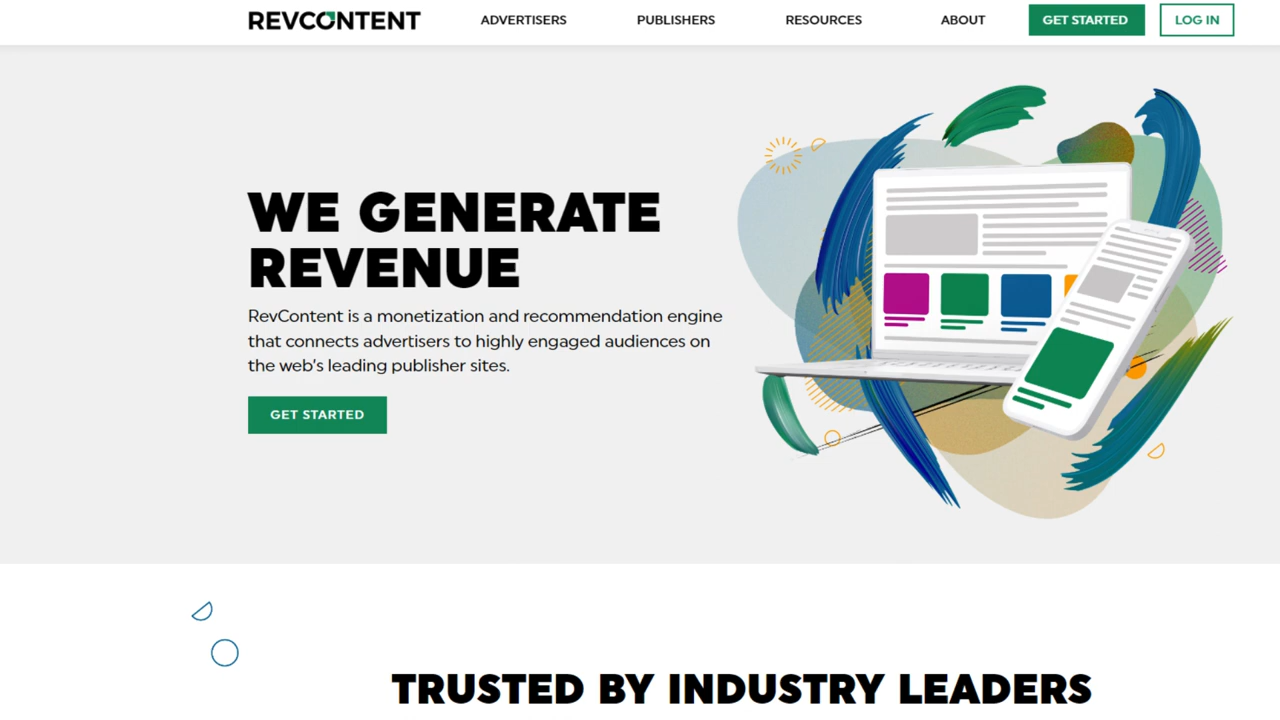 REVCONTENT
ADVERTISERS
PUBLISHERS
RESOURCES
ABOUT
GET STARTED
LOG IN
WE GENERATE
REVENUE
RevContent is a monetization and recommendation engine
that connects advertisers to highly engaged audiences on
the web's leading publisher sites.
GET STARTED
TRUSTED BY INDUSTRY LEADERS